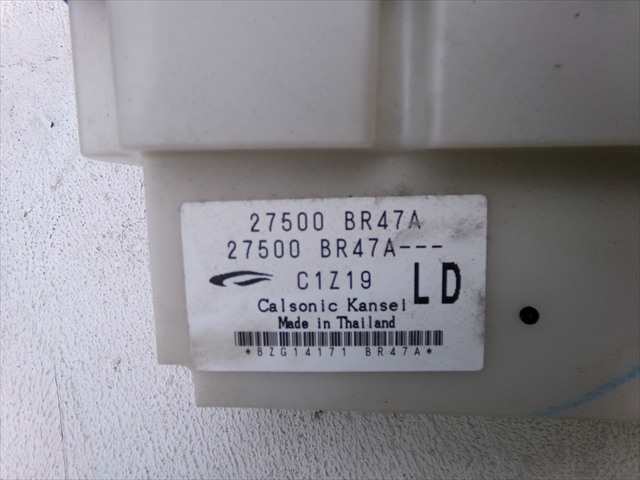 27500 BR47A
27500 BR47A---
C1Z19 LD
Calsonic Kansei
Made in Thailand
*BZG14171 BR47A*